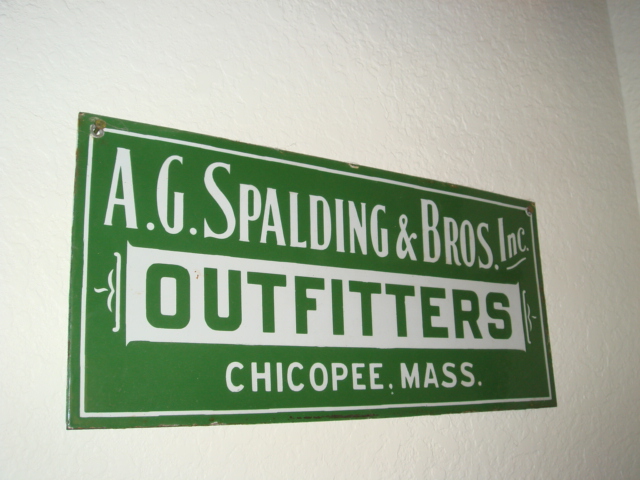 A.G. SPALDING & BROS. Inc.
OUTFITTERS
CHICOPEE, MASS.